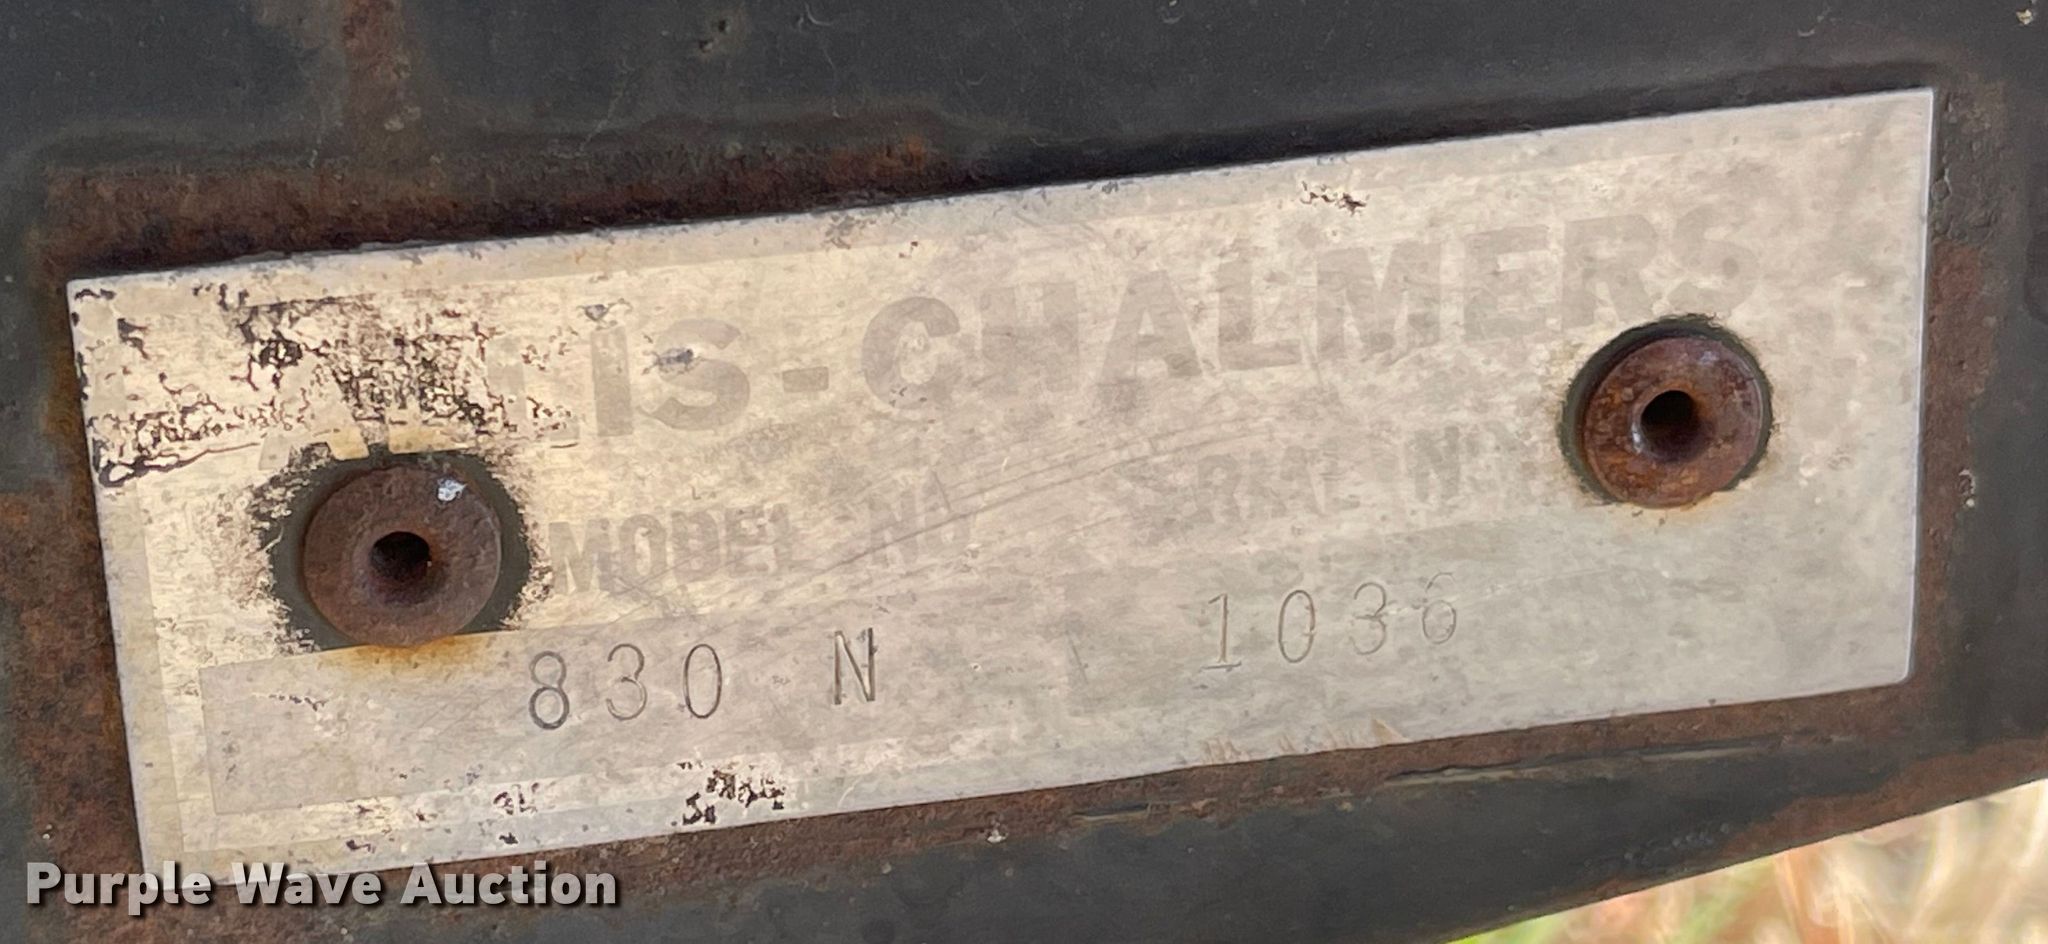 ALLIS-CHALMERS
MODEL NO. SERIAL NO.
830 N 1036
Purple Wave Auction